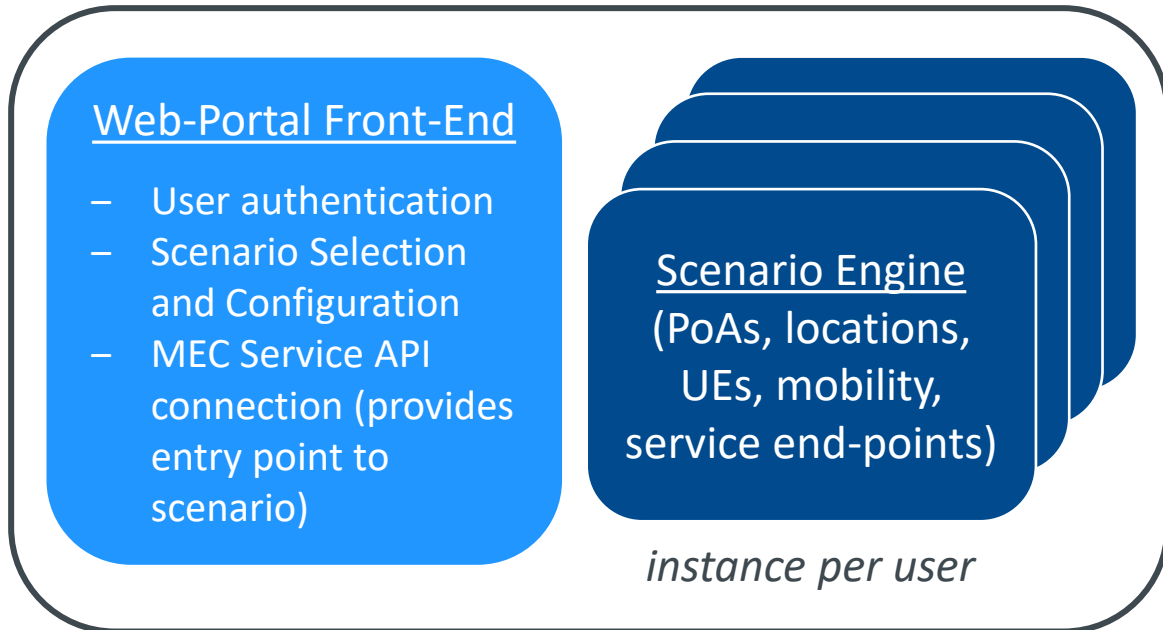 Web-Portal Front-End
– User authentication
– Scenario Selection
and Configuration
– MEC Service API
connection (provides
entry point to
scenario)
Scenario Engine
(PoAs, locations,
UEs, mobility,
service end-points)
instance per user